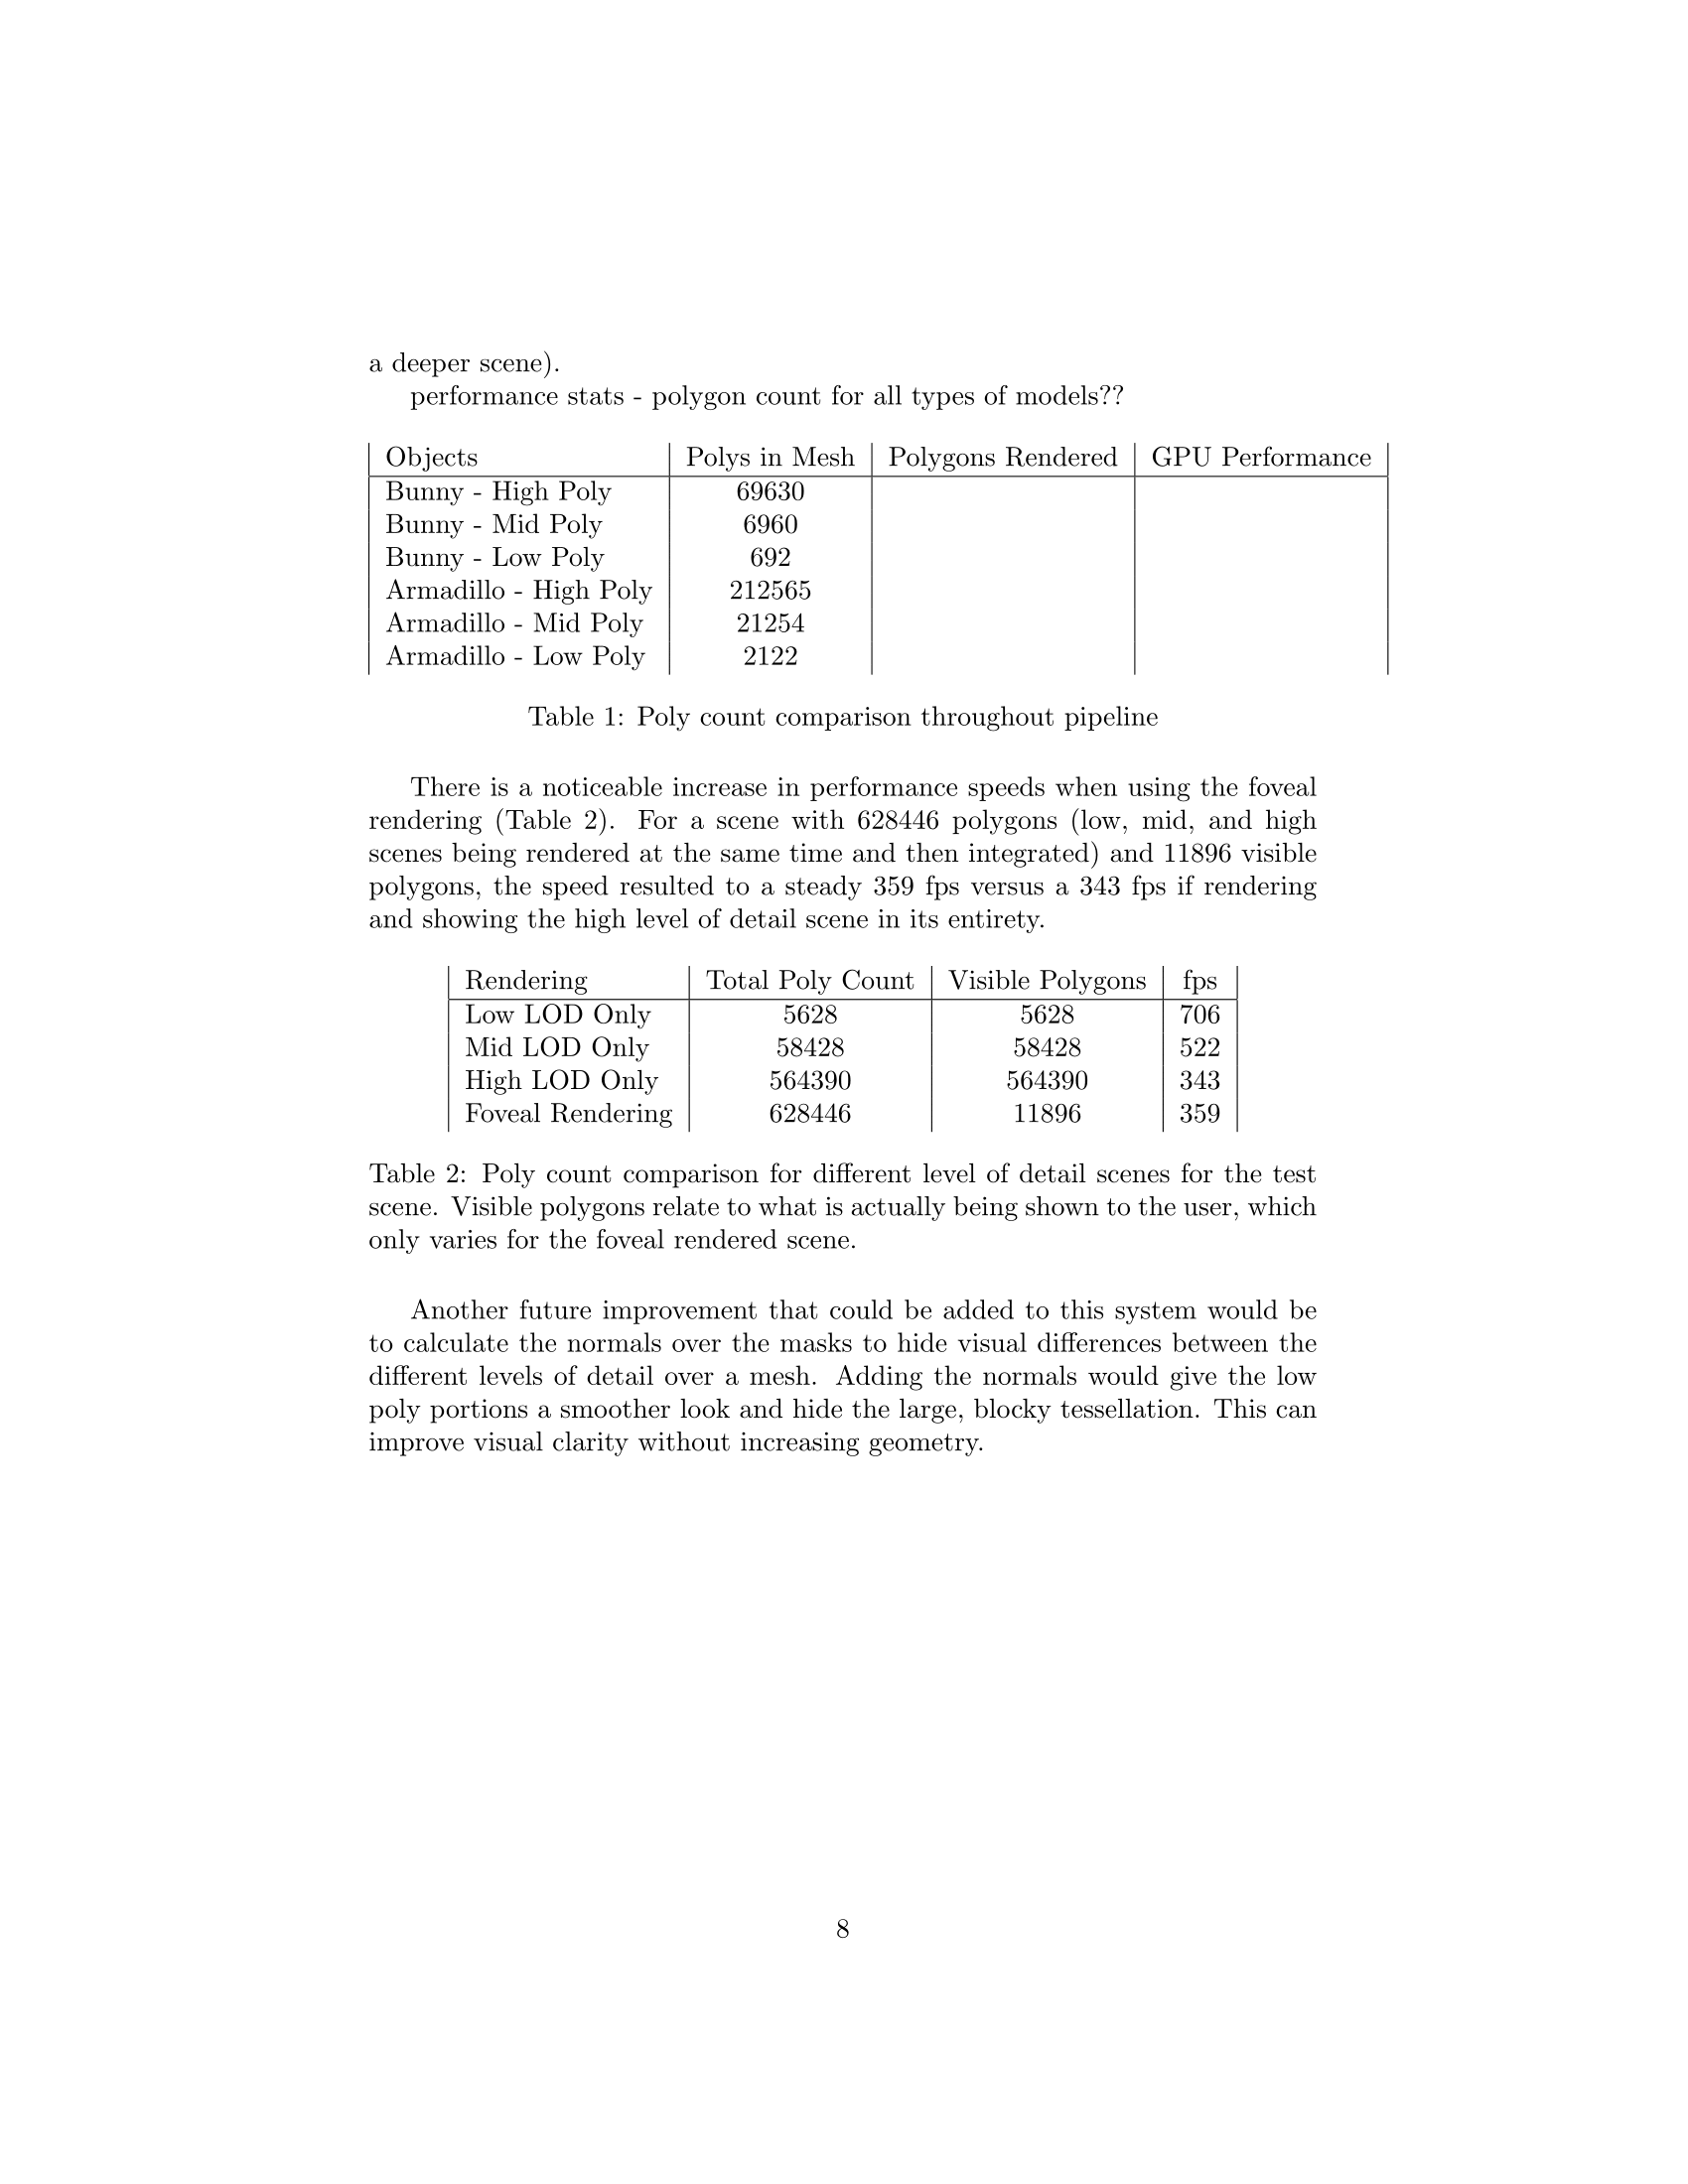 a deeper scene).
performance stats - polygon count for all types of models??
Objects Polys in Mesh Polygons Rendered GPU Performance
Bunny - High Poly 69630
Bunny - Mid Poly 6960
Bunny - Low Poly 692
Armadillo - High Poly 212565
Armadillo - Mid Poly 21254
Armadillo - Low Poly 2122
Table 1: Poly count comparison throughout pipeline
There is a noticeable increase in performance speeds when using the foveal
rendering (Table 2). For a scene with 628446 polygons (low, mid, and high
scenes being rendered at the same time and then integrated) and 11896 visible
polygons, the speed resulted to a steady 359 fps versus a 343 fps if rendering
and showing the high level of detail scene in its entirety.
Rendering Total Poly Count Visible Polygons fps
Low LOD Only 5628 5628 706
Mid LOD Only 58428 58428 522
High LOD Only 564390 564390 343
Foveal Rendering 628446 11896 359
Table 2: Poly count comparison for different level of detail scenes for the test
scene. Visible polygons relate to what is actually being shown to the user, which
only varies for the foveal rendered scene.
Another future improvement that could be added to this system would be
to calculate the normals over the masks to hide visual differences between the
different levels of detail over a mesh. Adding the normals would give the low
poly portions a smoother look and hide the large, blocky tessellation. This can
improve visual clarity without increasing geometry.
8